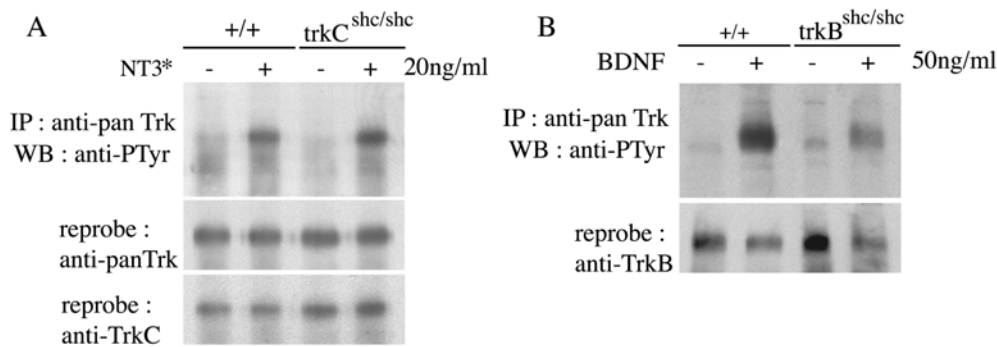 A
+/+ trkC shc/shc
NT3* - + - + 20ng/ml
IP : anti-pan Trk
WB : anti-PTyr
reprobe :
anti-panTrk
reprobe :
anti-TrkC
B
+/+ trkB shc/shc
BDNF - + - + 50ng/ml
IP : anti-pan Trk
WB : anti-PTyr
reprobe :
anti-TrkB